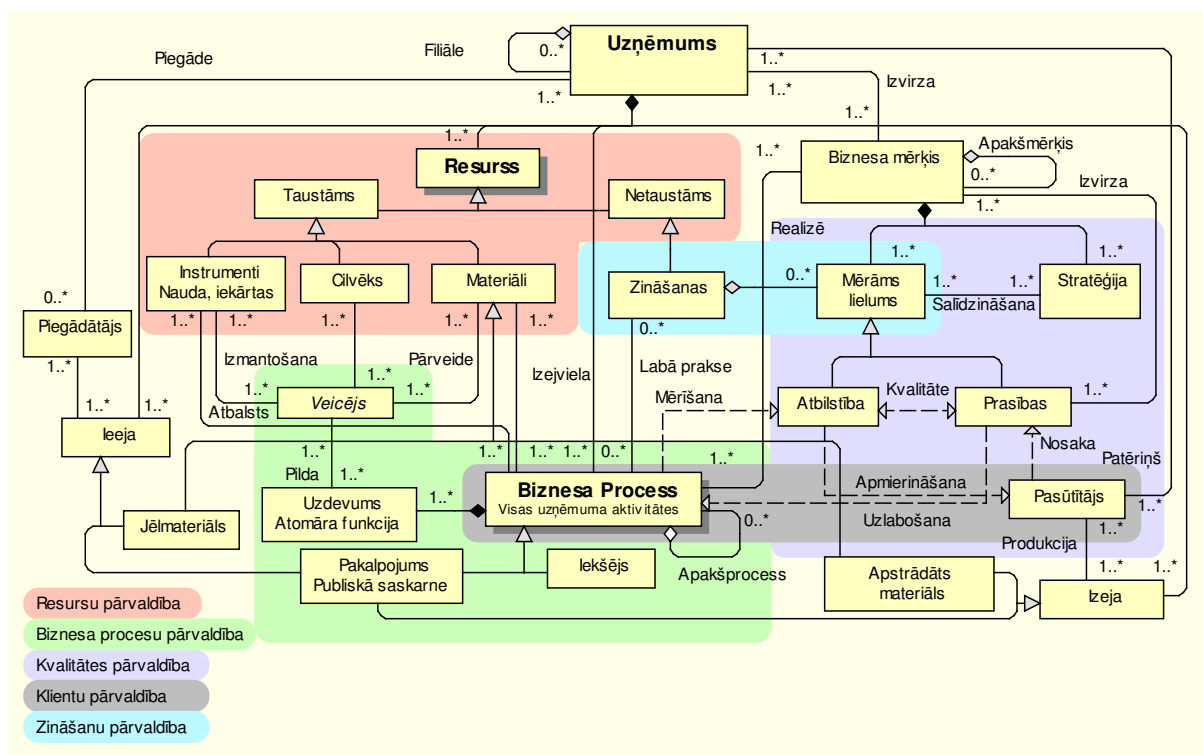 Uzņēmums
Filiāle
0..*
1..*
Piegāde
Izvirza
1..*
1..*
1..*
Resurss
Biznesa mērķis
1..*
1..*
Apakšmērķis
0..*
Izvirza
1..*
Taustāms
Netaustāms
Realizē
1..*
1..*
Instrumenti
Nauda, iekārtas
Cilvēks
Materiāli
Zināšanas
0..*
Mērāms
lielums
1..*
1..*
Salīdzināšana
Stratēģija
0..*
Piegādātājs
1..*
1..*
1..*
1..*
0..*
Izmantošana
Pārveide
Izejviela
Labā prakse
1..*
1..*
1..*
Veicējs
Atbalsts
Mērīšana
Atbilstība
Kvalitāte
Prasības
1..*
1..*
1..*
Ieeja
1..*
1..*
1..*
1..*
1..*
0..*
1..*
Nosaka
Patēriņš
Pilda
1..*
Uzdevums
Atomāra funkcija
1..*
Biznesa Process
Visas uzņēmuma aktivitātes
Apmierināšana
Pasūtītājs
1..*
1..*
Uzlabošana
0..*
Jēlmateriāls
Pakalpojums
Publiskā saskarne
Iekšējs
Apakšprocess
Produkcija
Apstrādāts
materiāls
1..*
1..*
Izeja
Resursu pārvaldība
Biznesa procesu pārvaldība
Kvalitātes pārvaldība
Klientu pārvaldība
Zināšanu pārvaldība